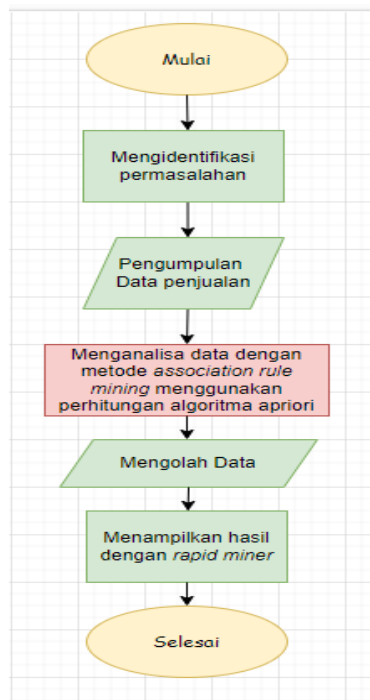 Mulai
Mengidentifikasi
permasalahan
Pengumpulan
Data penjualan
Menganalisa data dengan
metode association rule
mining menggunakan
perhitungan algoritma apriori
Mengolah Data
Menampilkan hasil
dengan rapid miner
Selesai